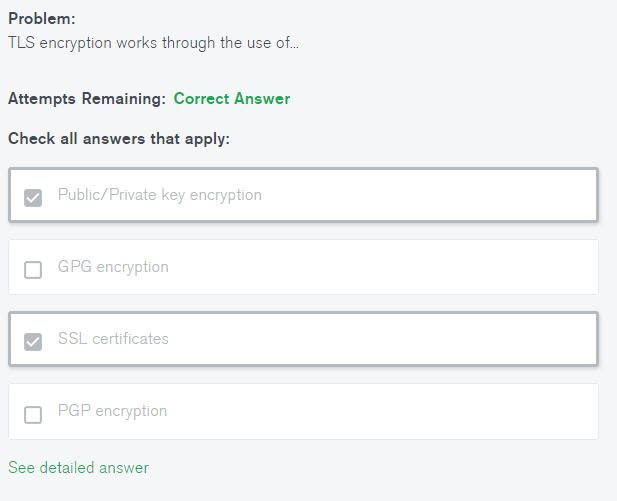 Problem:
TLS encryption works through the use of...
Attempts Remaining: Correct Answer
Check all answers that apply:
Public/Private key encryption
GPG encryption
SSL certificates
PGP encryption
See detailed answer